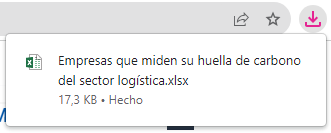 Empresas que miden su huella de carbono
del sector logística.xlsx
17,3 KB • Hecho